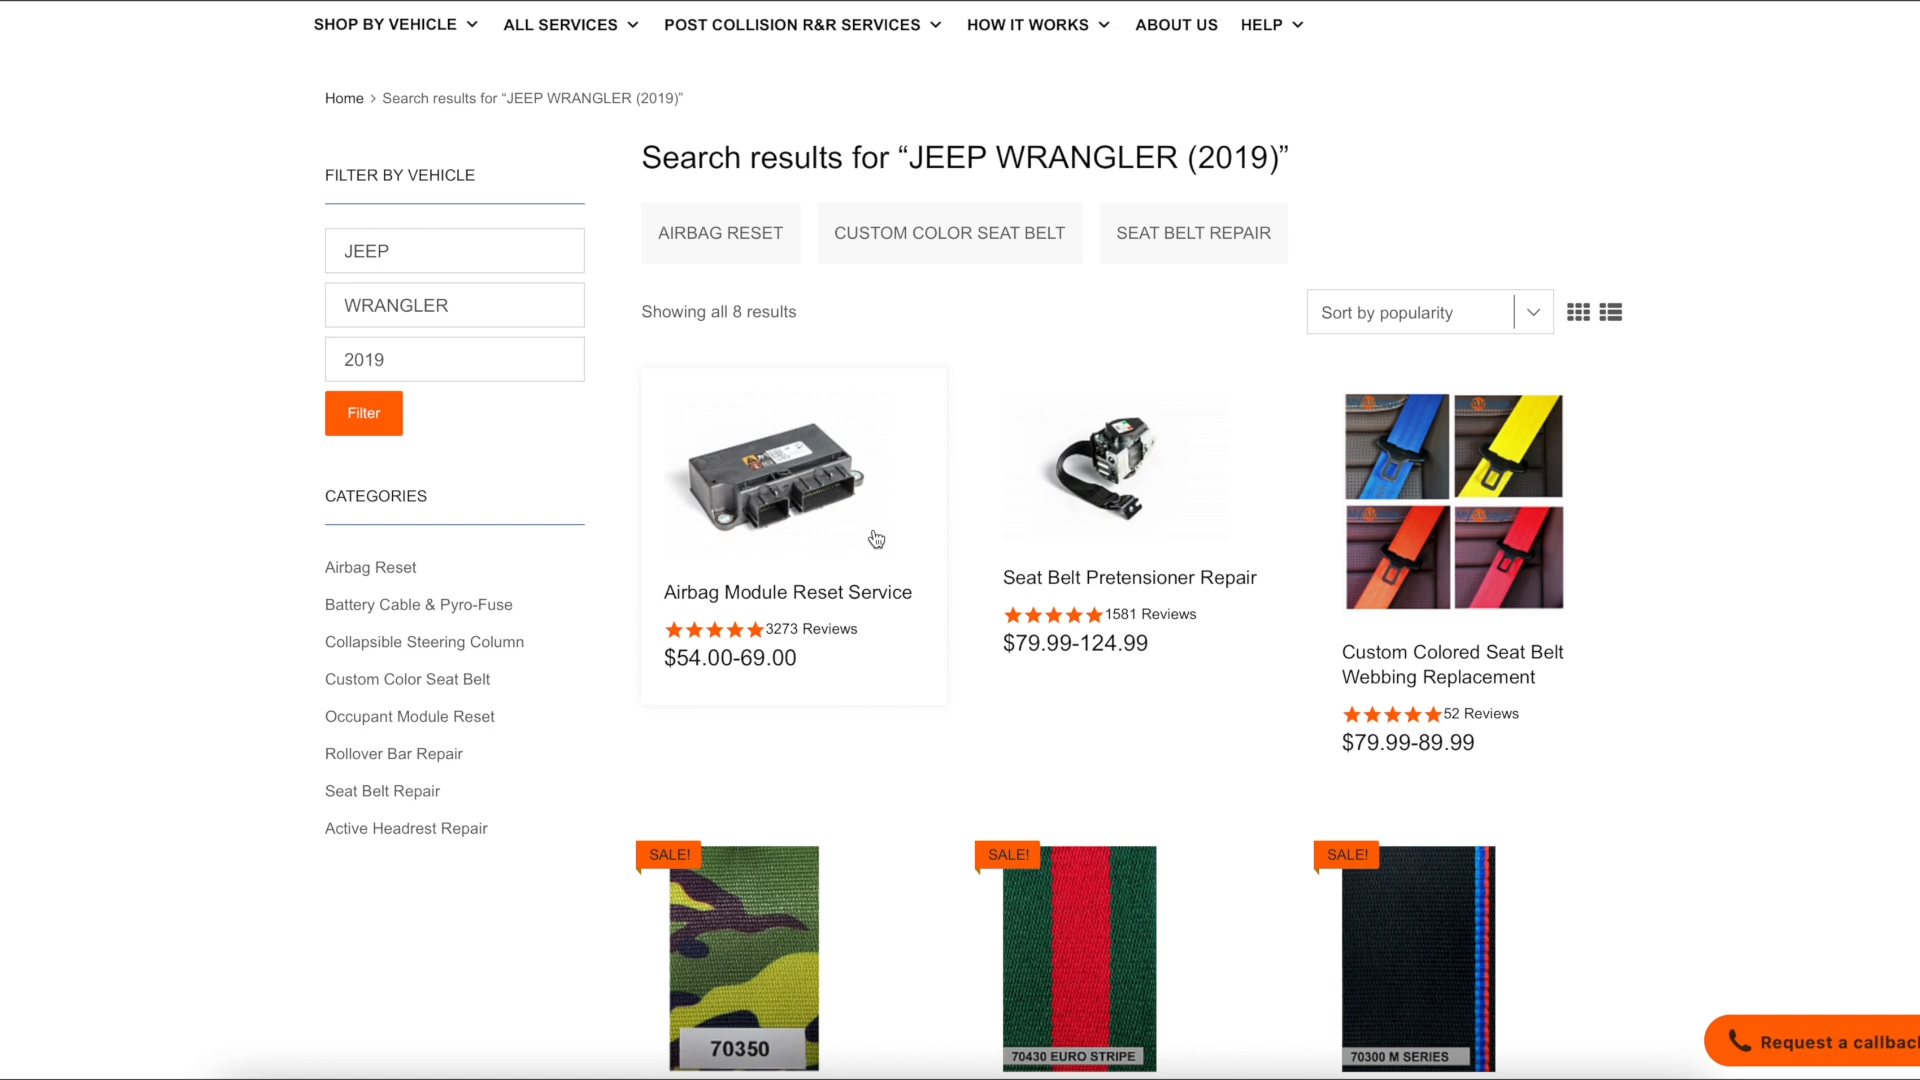 SHOP BY VEHICLE ALL SERVICES POST COLLISION R&R SERVICES HOW IT WORKS ABOUT US HELP
Home > Search results for “JEEP WRANGLER (2019)”
FILTER BY VEHICLE
JEEP
WRANGLER
2019
Filter
CATEGORIES
Airbag Reset
Battery Cable & Pyro-Fuse
Collapsible Steering Column
Custom Color Seat Belt
Occupant Module Reset
Rollover Bar Repair
Seat Belt Repair
Active Headrest Repair
Search results for “JEEP WRANGLER (2019)”
AIRBAG RESET CUSTOM COLOR SEAT BELT SEAT BELT REPAIR
Showing all 8 results
Sort by popularity
Airbag Module Reset Service
3273 Reviews
$54.00-69.00
Seat Belt Pretensioner Repair
1581 Reviews
$79.99-124.99
Custom Colored Seat Belt
Webbing Replacement
52 Reviews
$79.99-89.99
SALE!
70350
SALE!
70430 EURO STRIPE
SALE!
70300 M SERIES
Request a callbac